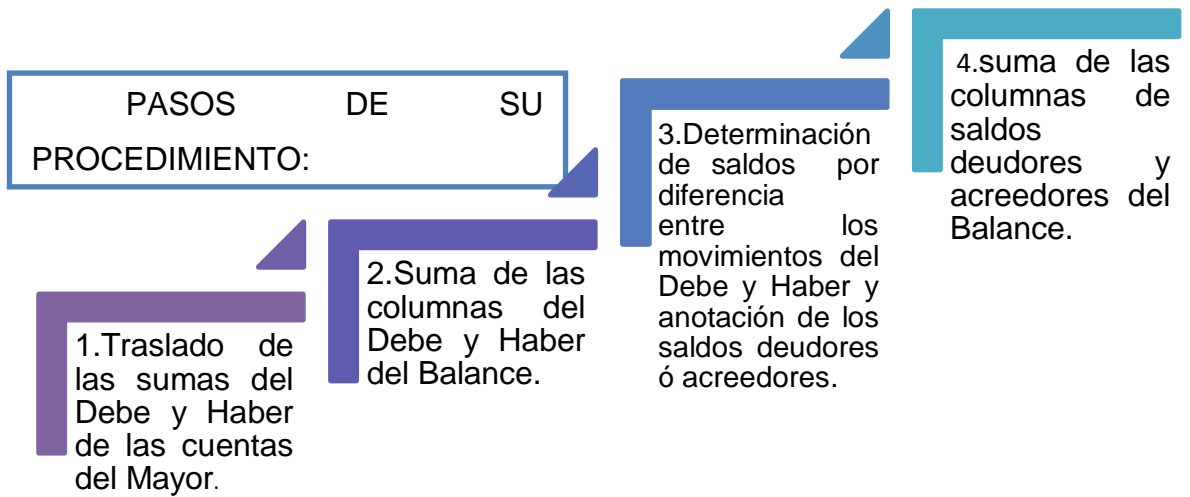 PASOS DE SU
PROCEDIMIENTO:
1.Traslado de
las sumas del
Debe y Haber
de las cuentas
del Mayor.
2.Suma de las
columnas del
Debe y Haber
del Balance.
3.Determinación
de saldos por
diferencia
entre los
movimientos del
Debe y Haber y
anotación de los
saldos deudores
ó acreedores.
4.suma de las
columnas de
saldos
deudores y
acreedores del
Balance.